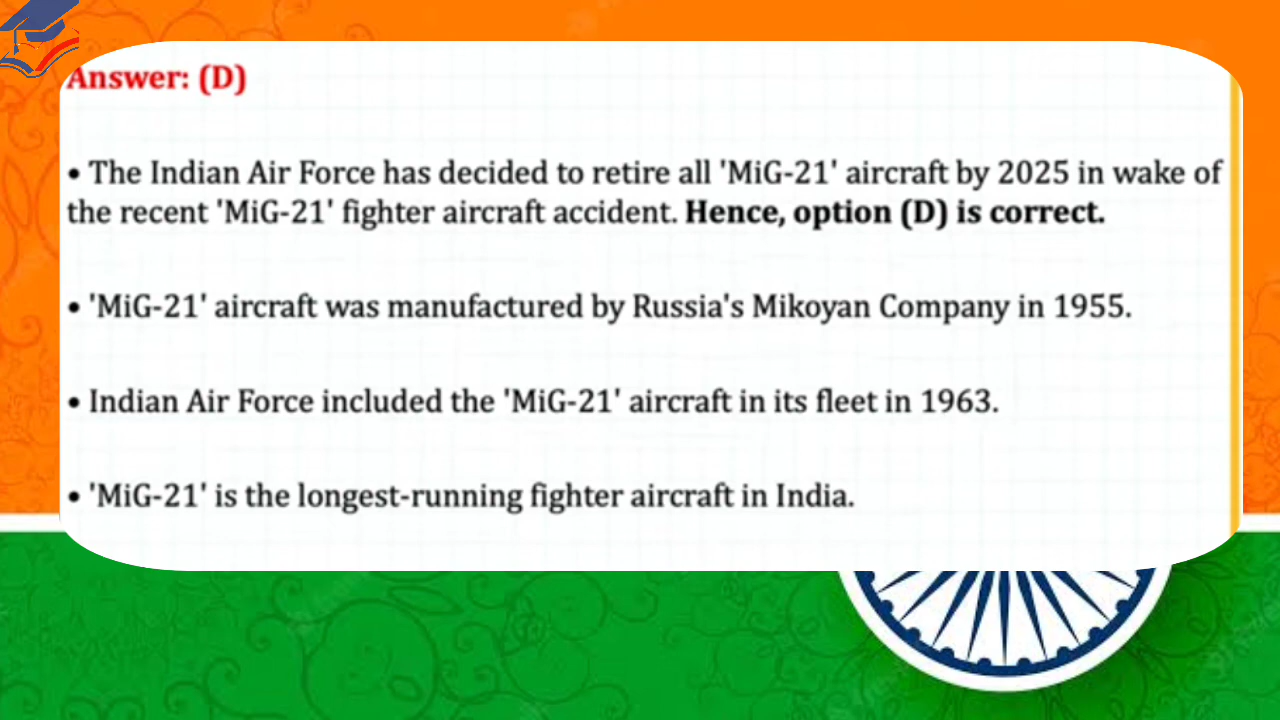 Answer: (D)
• The Indian Air Force has decided to retire all 'MiG-21' aircraft by 2025 in wake of
the recent 'MiG-21' fighter aircraft accident. Hence, option (D) is correct.
• 'MiG-21' aircraft was manufactured by Russia's Mikoyan Company in 1955.
• Indian Air Force included the 'MiG-21' aircraft in its fleet in 1963.
• 'MiG-21' is the longest-running fighter aircraft in India.